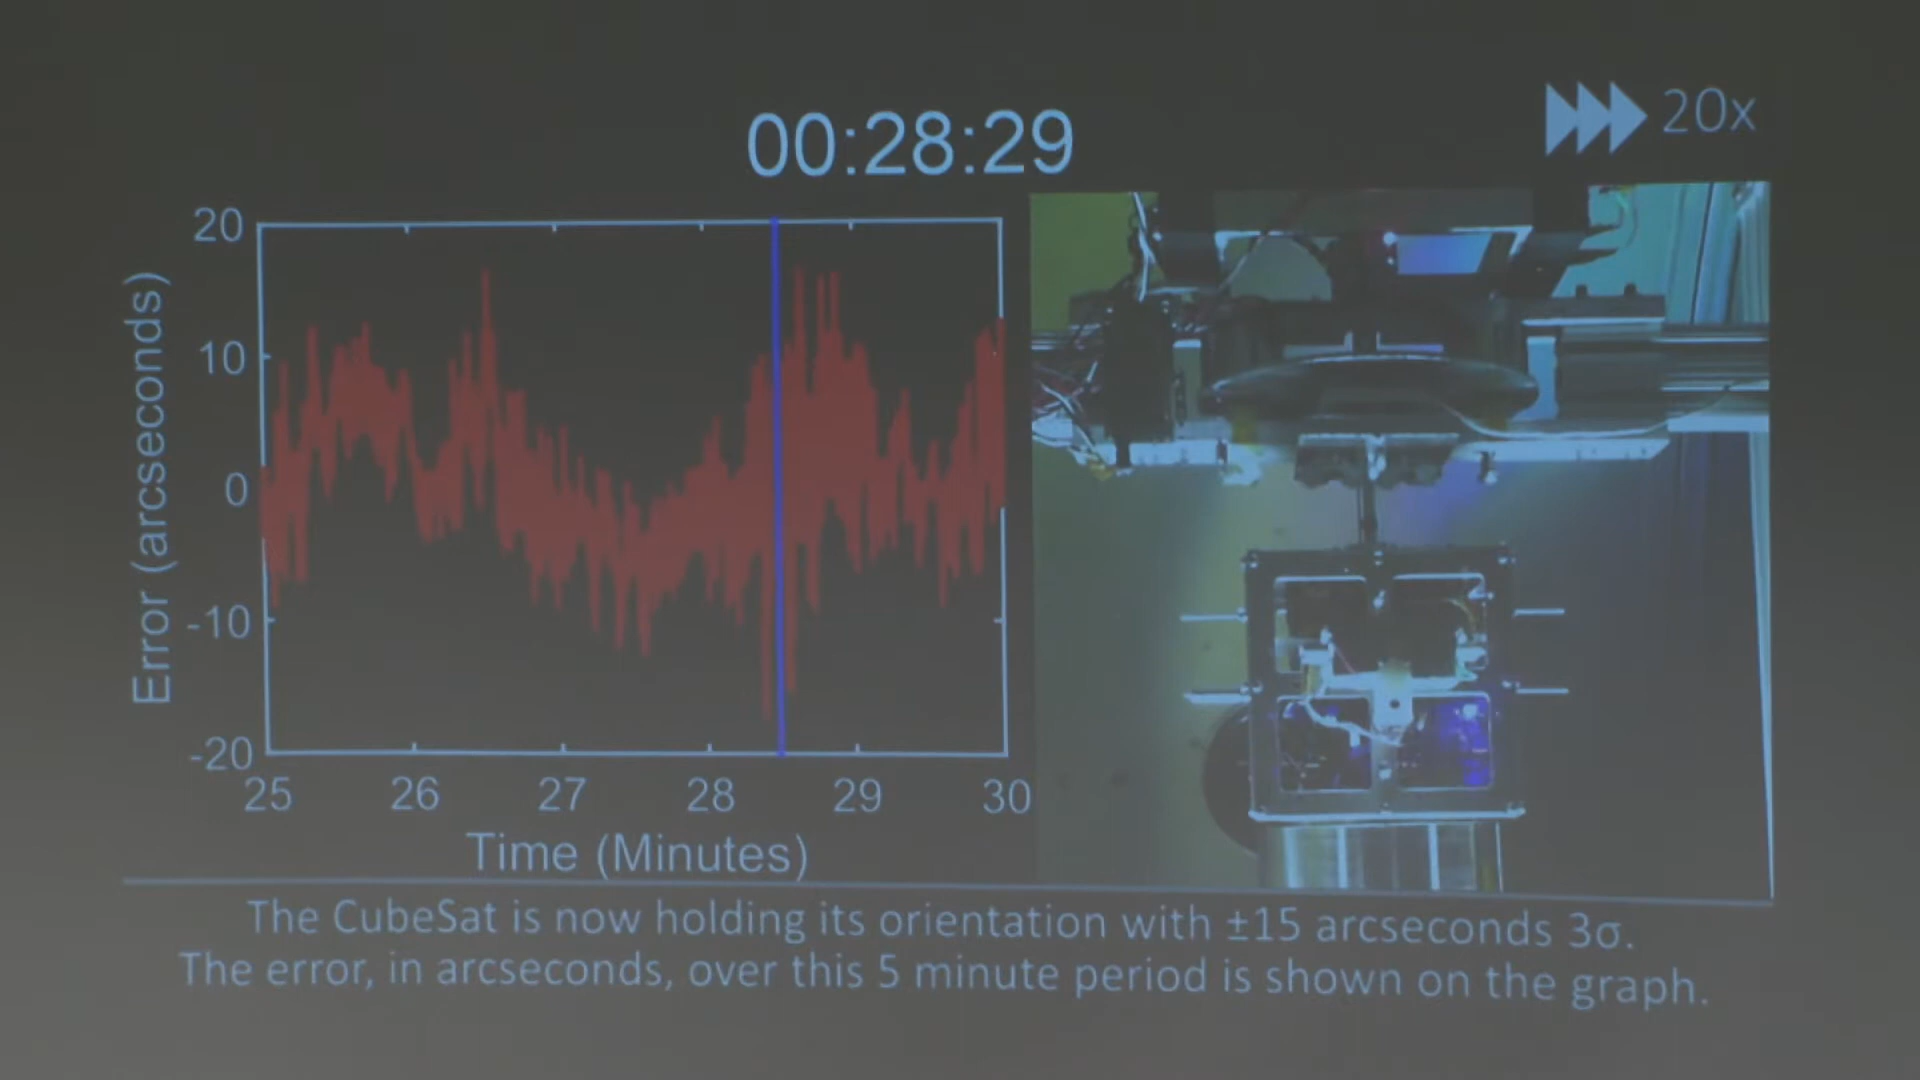 20x
00:28:29
20
10
0
-10
-20
Error (arcseconds)
25 26 27 28 29 30
Time (Minutes)
The CubeSat is now holding its orientation with ±15 arcseconds 3σ.
The error, in arcseconds, over this 5 minute period is shown on the graph.